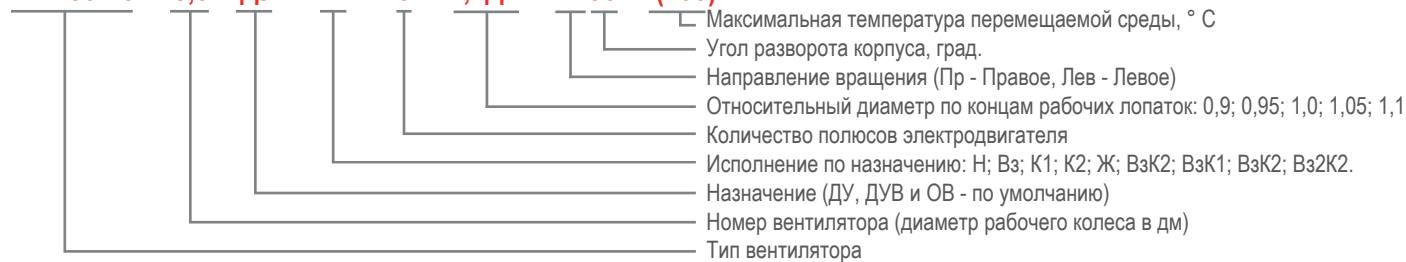 Максимальная температура перемещаемой среды, ° С
Угол разворота корпуса, град.
Направление вращения (Пр - Правое, Лев - Левое)
Относительный диаметр по концам рабочих лопаток: 0,9; 0,95; 1,0; 1,05; 1,1
Количество полюсов электродвигателя
Исполнение по назначению: Н; Вз; К1; К2; Ж; ВзК2; ВзК1; ВзК2; Вз2К2.
Назначение (ДУ, ДУВ и ОВ - по умолчанию)
Номер вентилятора (диаметр рабочего колеса в дм)
Тип вентилятора